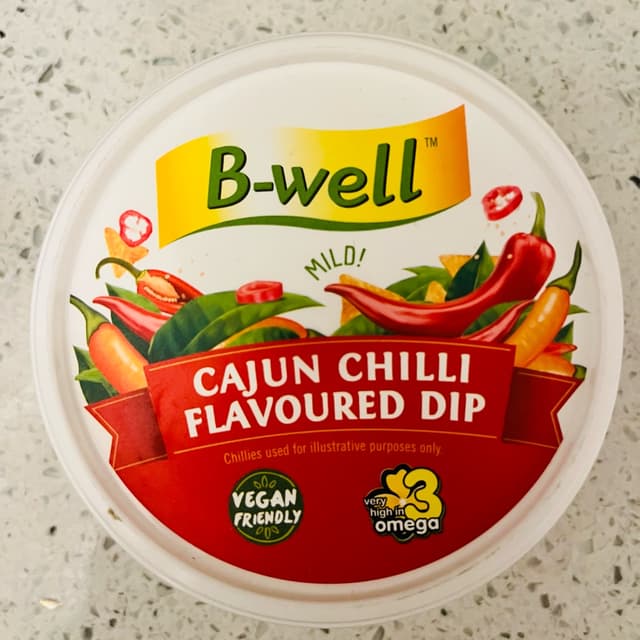 B-well™
MILD!
CAJUN CHILLI
FLAVOURED DIP
Chillies used for illustrative purposes only
VEGAN
FRIENDLY
very
high in
3
omega